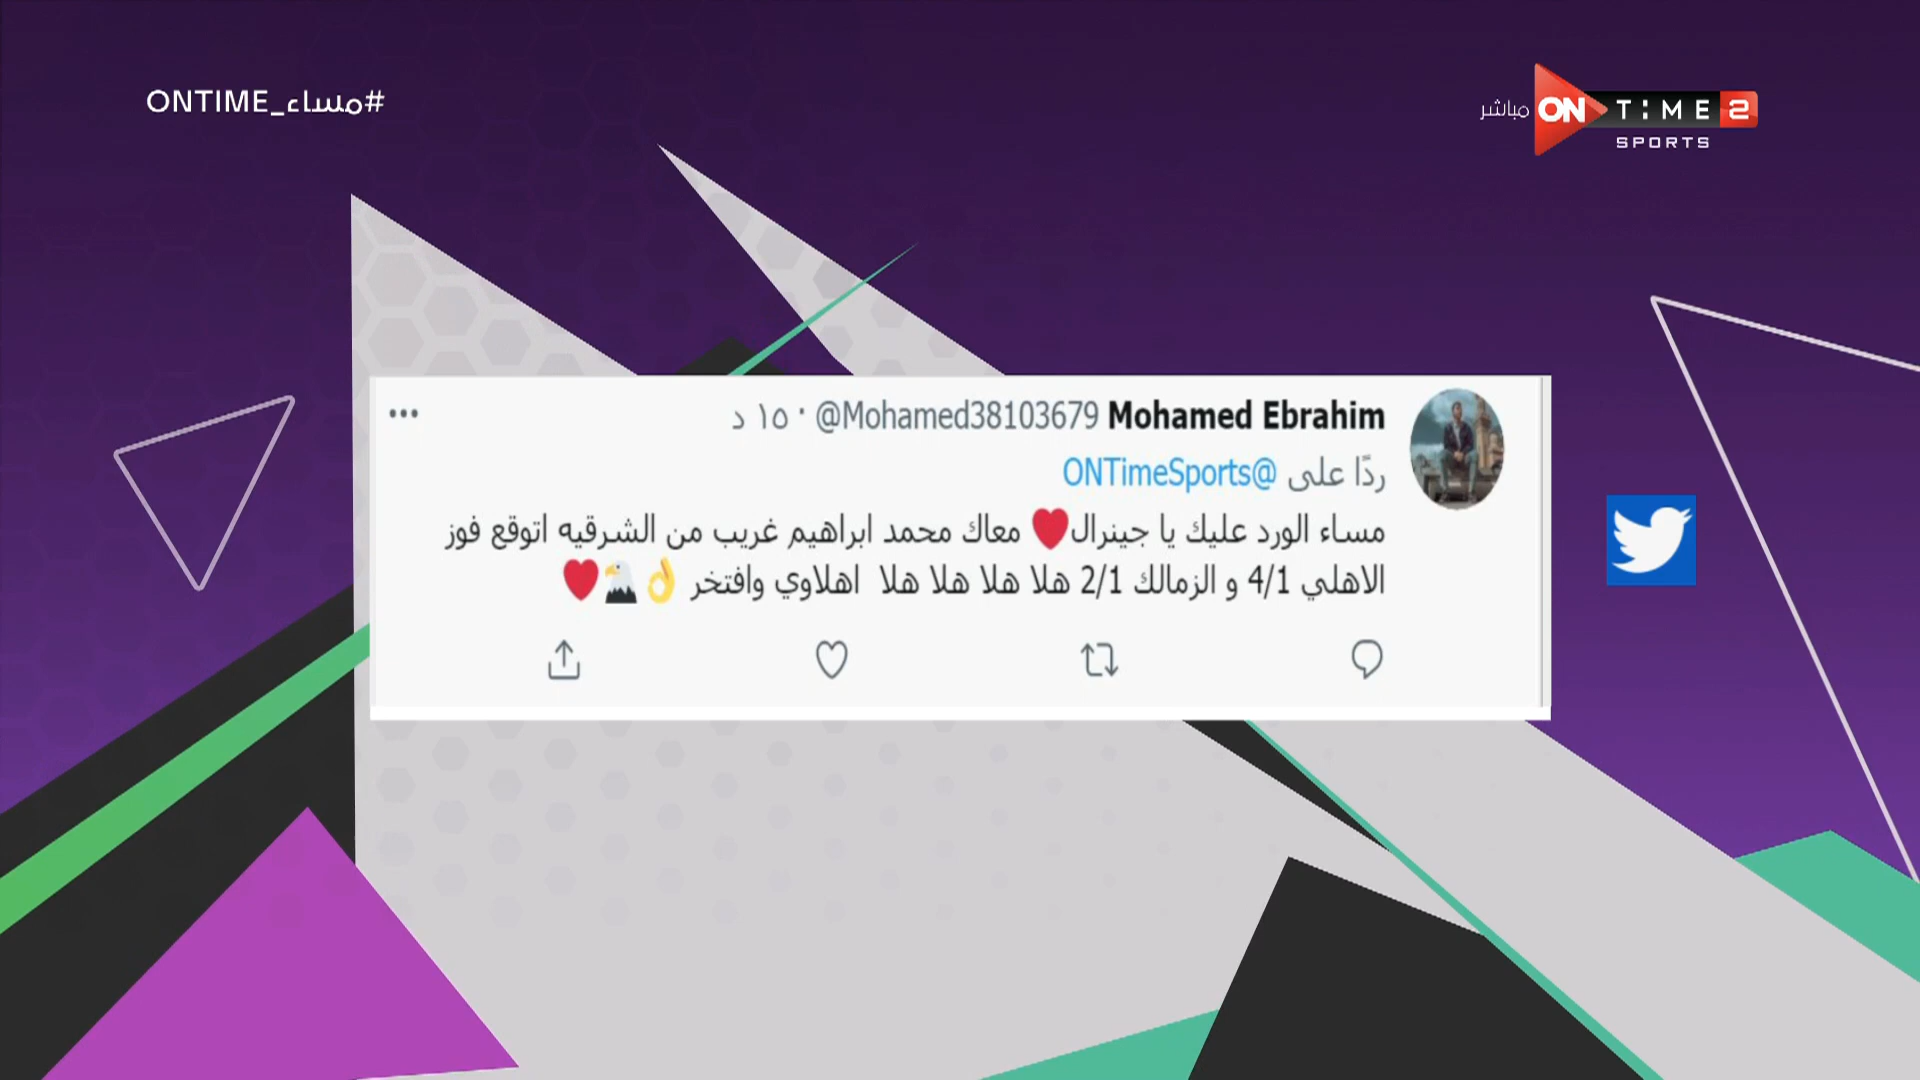 #مساء_ONTIME
مباشر ON TIME 2
SPORTS
Mohamed Ebrahim @Mohamed38103679 · ١٥ د
ردًا على @ONTimeSports
مساء الورد عليك يا جينرال❤️ معاك محمد ابراهيم غريب من الشرقيه اتوقع فوز
الاهلي 4/1 و الزمالك 2/1 هلا هلا هلا هلا اهلاوي وافتخر 👌🦅❤️